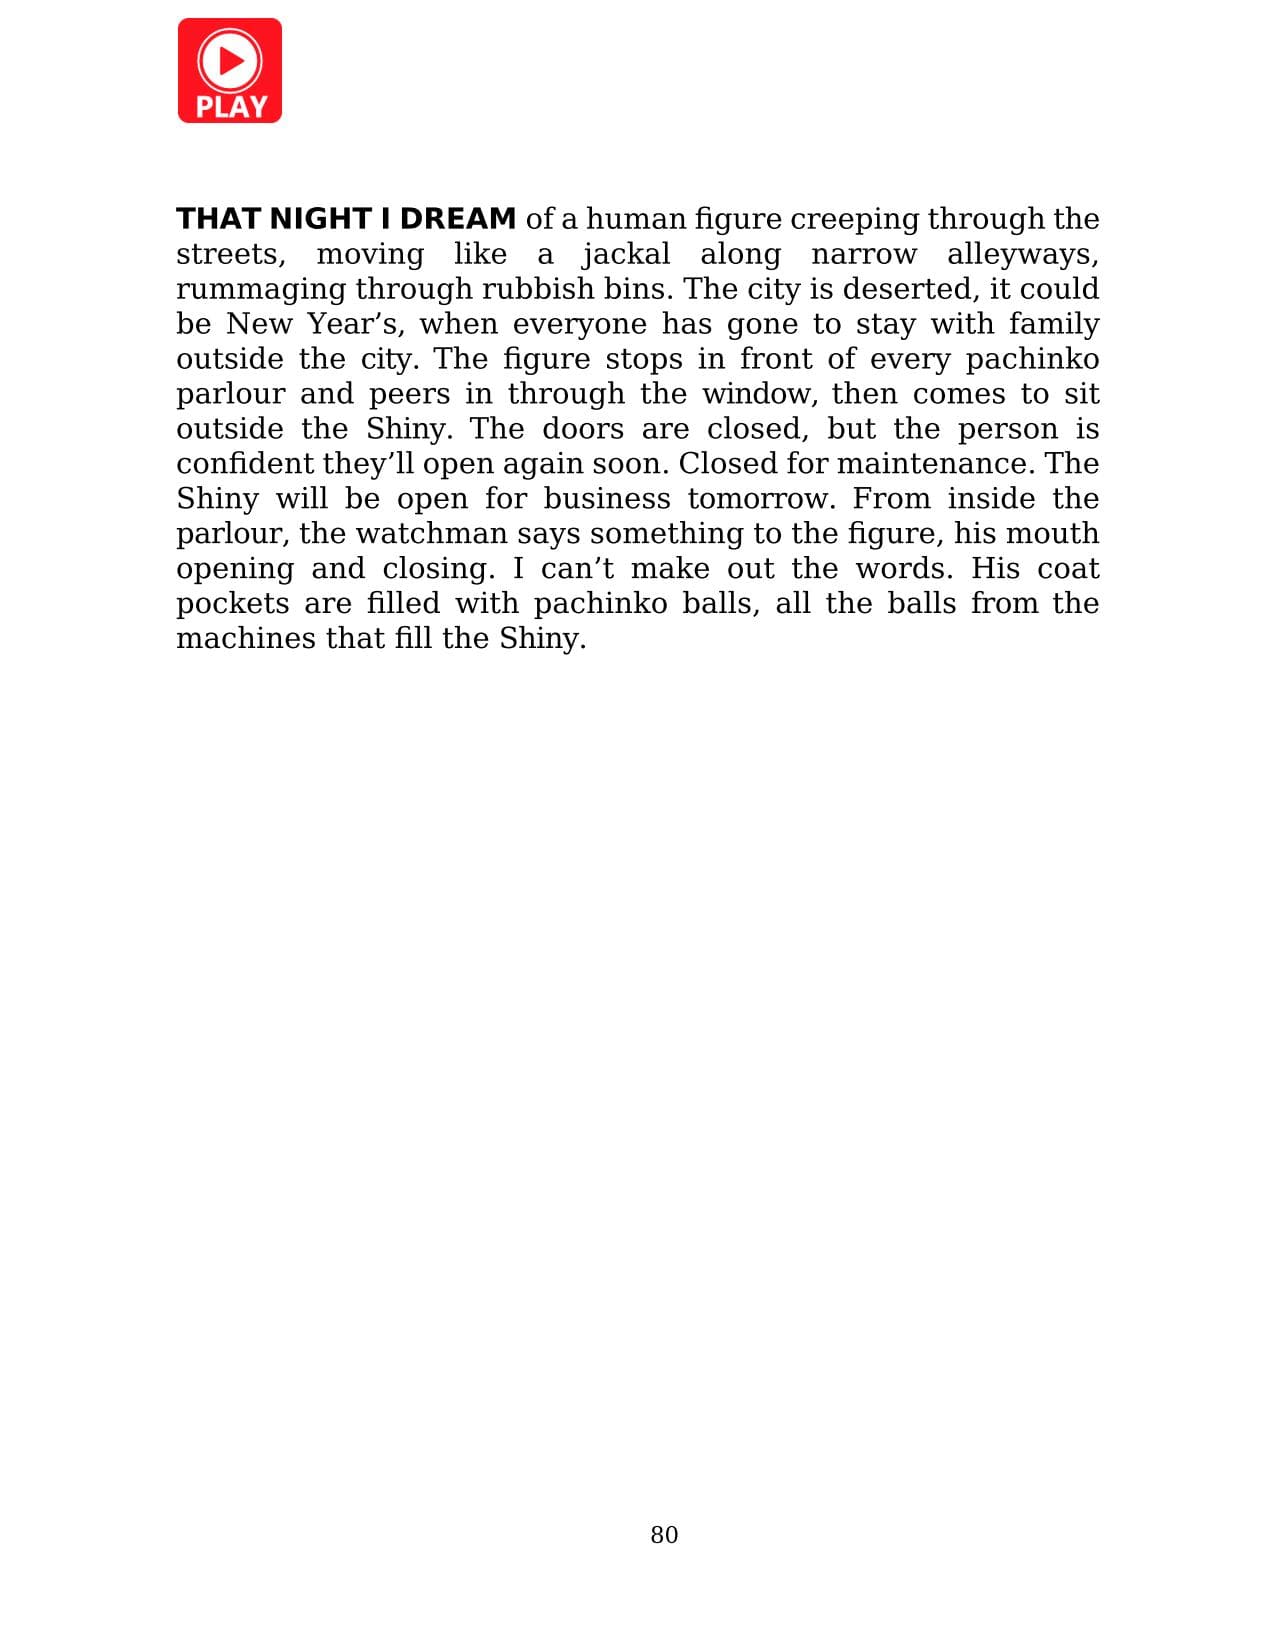 PLAY
THAT NIGHT I DREAM of a human figure creeping through the
streets, moving like a jackal along narrow alleyways,
rummaging through rubbish bins. The city is deserted, it could
be New Year’s, when everyone has gone to stay with family
outside the city. The figure stops in front of every pachinko
parlour and peers in through the window, then comes to sit
outside the Shiny. The doors are closed, but the person is
confident they’ll open again soon. Closed for maintenance. The
Shiny will be open for business tomorrow. From inside the
parlour, the watchman says something to the figure, his mouth
opening and closing. I can’t make out the words. His coat
pockets are filled with pachinko balls, all the balls from the
machines that fill the Shiny.
80